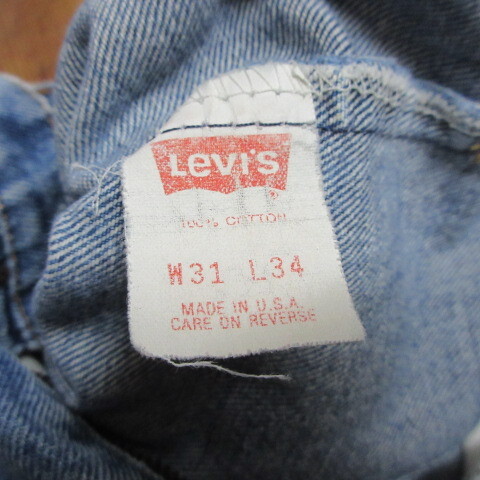 Levi's
®
100% COTTON
W31 L34
MADE IN U.S.A.
CARE ON REVERSE